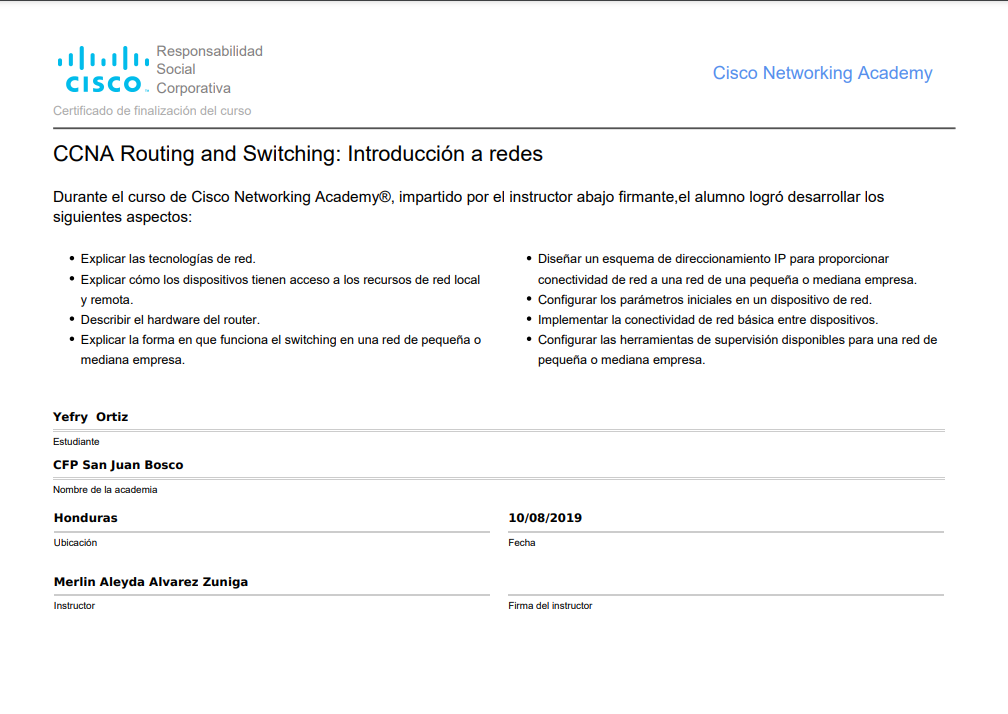 CISCO
Responsabilidad
Social
Corporativa
Cisco Networking Academy
Certificado de finalización del curso
CCNA Routing and Switching: Introducción a redes
Durante el curso de Cisco Networking Academy®, impartido por el instructor abajo firmante,el alumno logró desarrollar los
siguientes aspectos:
• Explicar las tecnologías de red.
• Explicar cómo los dispositivos tienen acceso a los recursos de red local
y remota.
• Describir el hardware del router.
• Explicar la forma en que funciona el switching en una red de pequeña o
mediana empresa.
• Diseñar un esquema de direccionamiento IP para proporcionar
conectividad de red a una red de una pequeña o mediana empresa.
• Configurar los parámetros iniciales en un dispositivo de red.
• Implementar la conectividad de red básica entre dispositivos.
• Configurar las herramientas de supervisión disponibles para una red de
pequeña o mediana empresa.
Yefry  Ortiz
Estudiante
CFP San Juan Bosco
Nombre de la academia
Honduras
Ubicación
10/08/2019
Fecha
Merlin Aleyda Alvarez Zuniga
Instructor
Firma del instructor